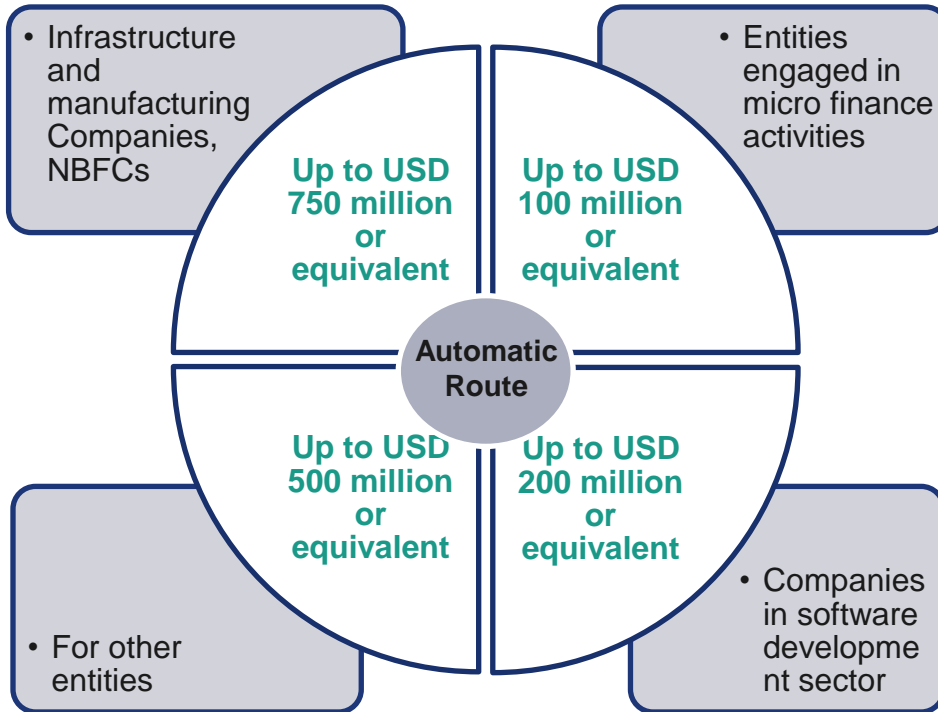 • Infrastructure
and
manufacturing
Companies,
NBFCs
• Entities
engaged in
micro finance
activities
Up to USD
750 million
or
equivalent
Up to USD
100 million
or
equivalent
Automatic
Route
Up to USD
500 million
or
equivalent
Up to USD
200 million
or
equivalent
• For other
entities
• Companies
in software
developme
nt sector